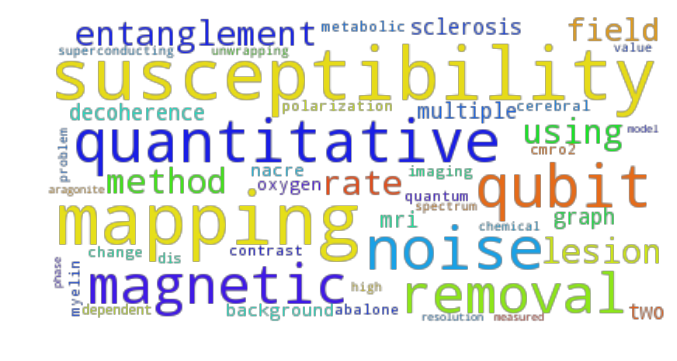 entanglement metabolic sclerosis field
superconducting unwrapping value
susceptibility
decoherence polarization multiple cerebral
problem quantitative using model
aragonite method nacre oxygen rate imaging quantum cmro2 qubit
mapping spectrum mri chemical graph
change dis contrast noise lesion
phase myelin magnetic high removal
dependent background abalone resolution measured two